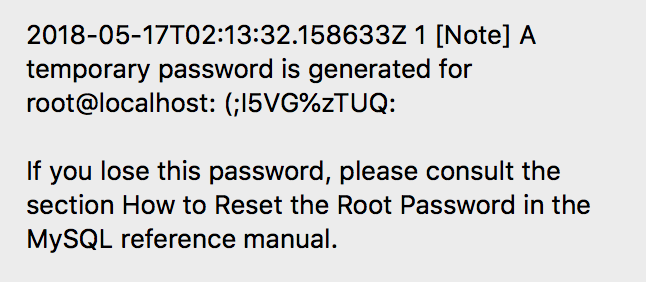 2018-05-17T02:13:32.158633Z 1 [Note] A
temporary password is generated for
root@localhost: (;l5VG%zTUQ:
If you lose this password, please consult the
section How to Reset the Root Password in the
MySQL reference manual.